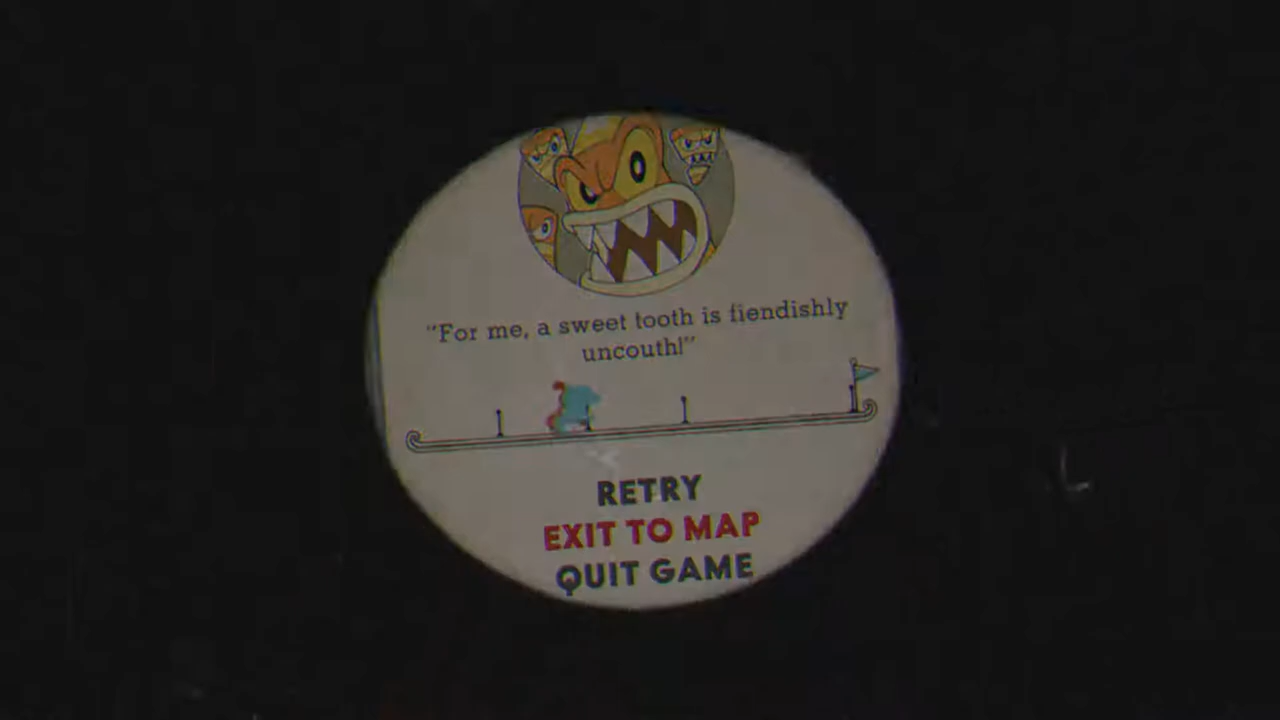 "For me, a sweet tooth is fiendishly
uncouth!"
RETRY
EXIT TO MAP
QUIT GAME